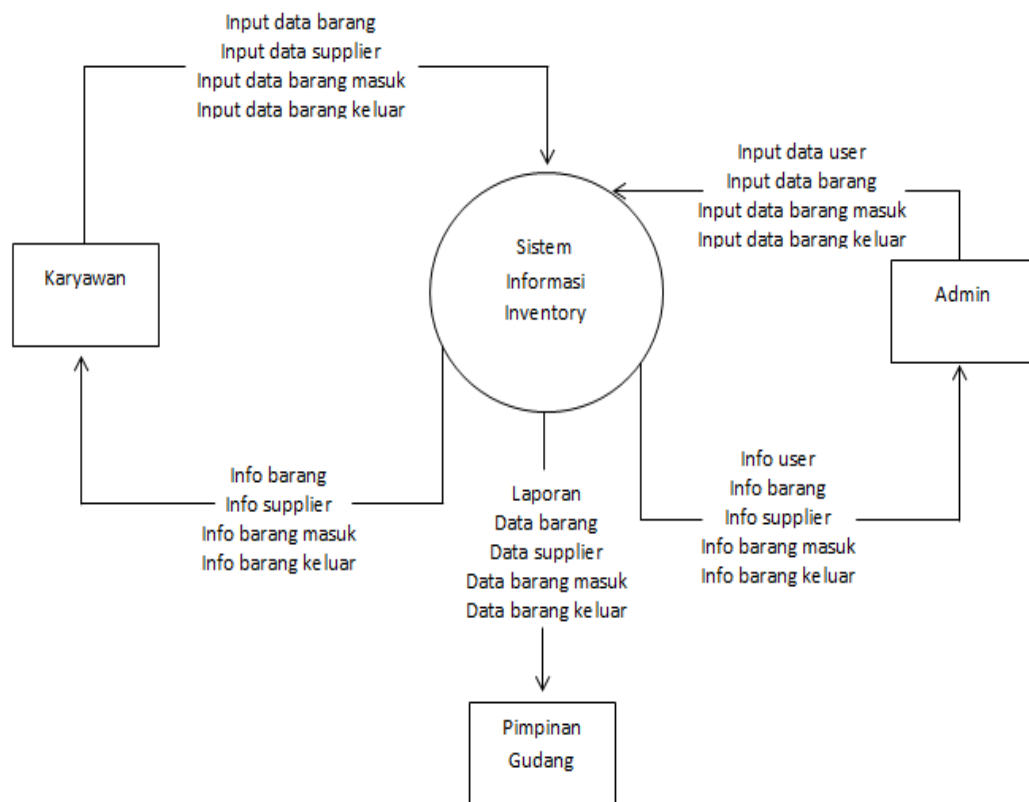 Input data barang
Input data supplier
Input data barang masuk
Input data barang keluar
Input data user
Input data barang
Input data barang masuk
Input data barang keluar
Karyawan
Sistem
Informasi
Inventory
Admin
Info barang
Info supplier
Info barang masuk
Info barang keluar
Laporan
Data barang
Data supplier
Data barang masuk
Data barang keluar
Info user
Info barang
Info supplier
Info barang masuk
Info barang keluar
Pimpinan
Gudang